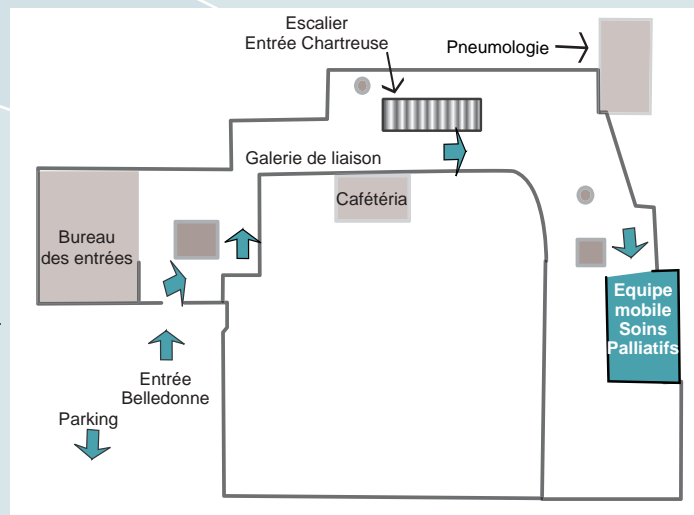 Escalier
Entrée Chartreuse
Pneumologie
Galerie de liaison
Cafétéria
Bureau
des entrées
Equipe
mobile
Soins
Palliatifs
Entrée
Belledonne
Parking